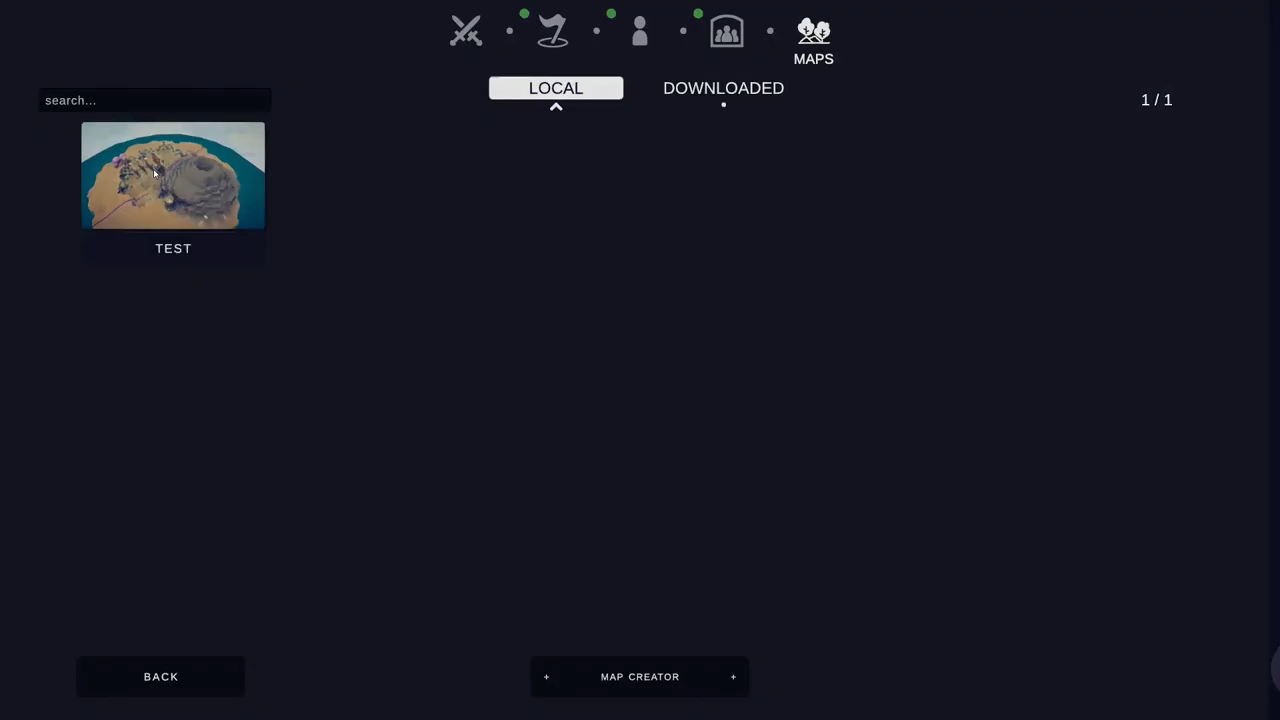 MAPS
LOCAL
DOWNLOADED
search...
1 / 1
TEST
BACK
+ MAP CREATOR +